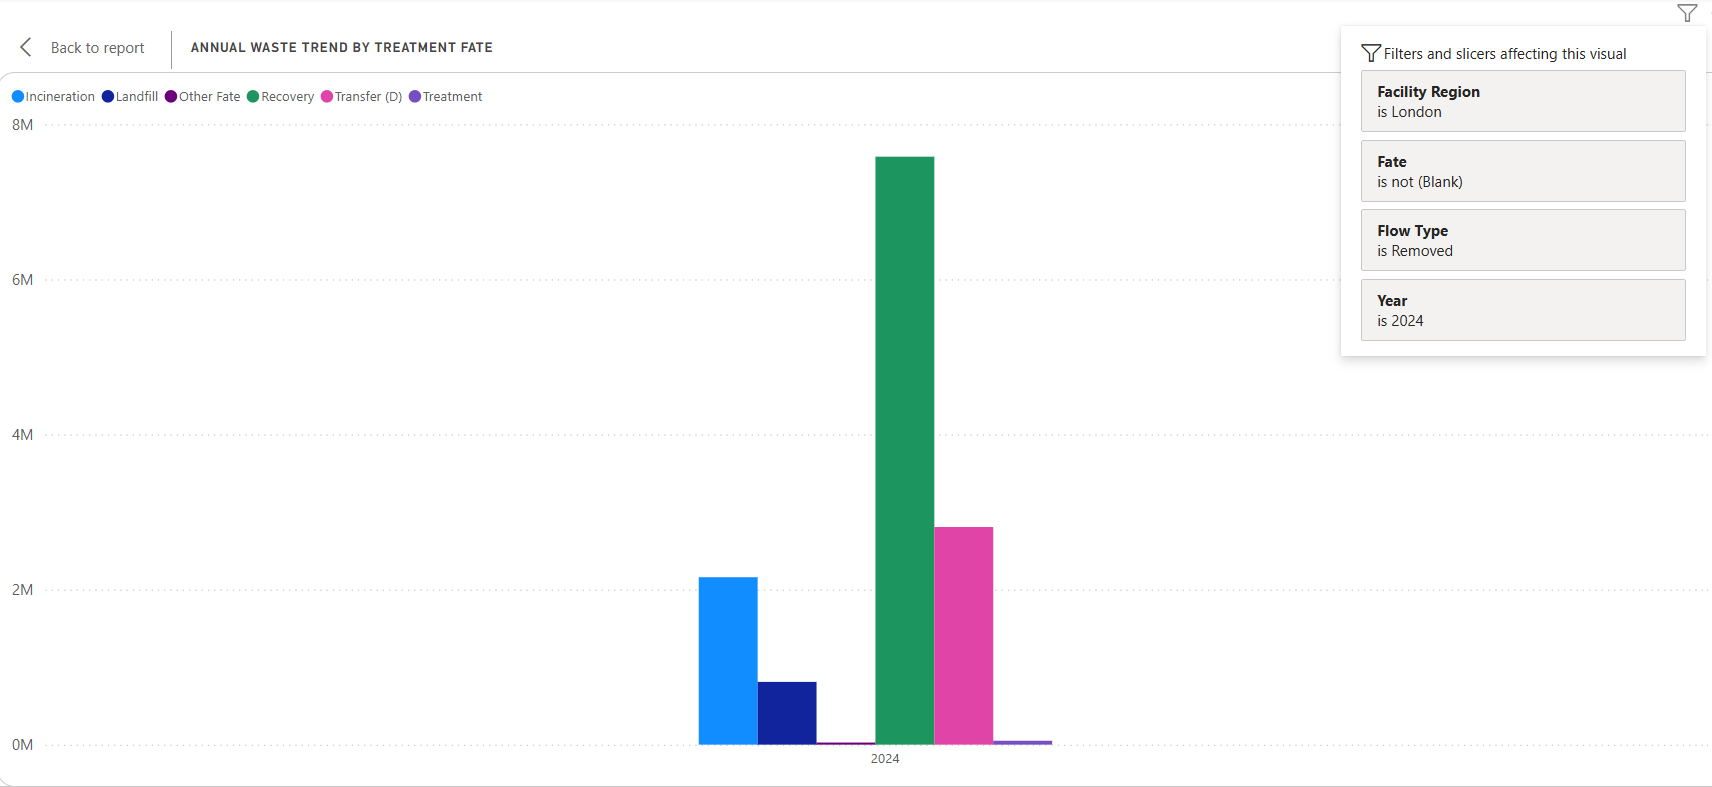 Back to report
ANNUAL WASTE TREND BY TREATMENT FATE
Filters and slicers affecting this visual
Facility Region
is London
Fate
is not (Blank)
Flow Type
is Removed
Year
is 2024
Incineration Landfill Other Fate Recovery Transfer (D) Treatment
8M
6M
4M
2M
0M
2024